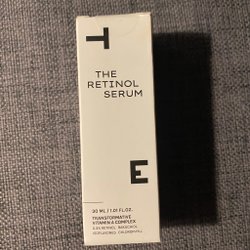 T
THE
RETINOL
SERUM
E
30 ML / 1.01 FL.OZ.
TRANSFORMATIVE
VITAMIN A COMPLEX